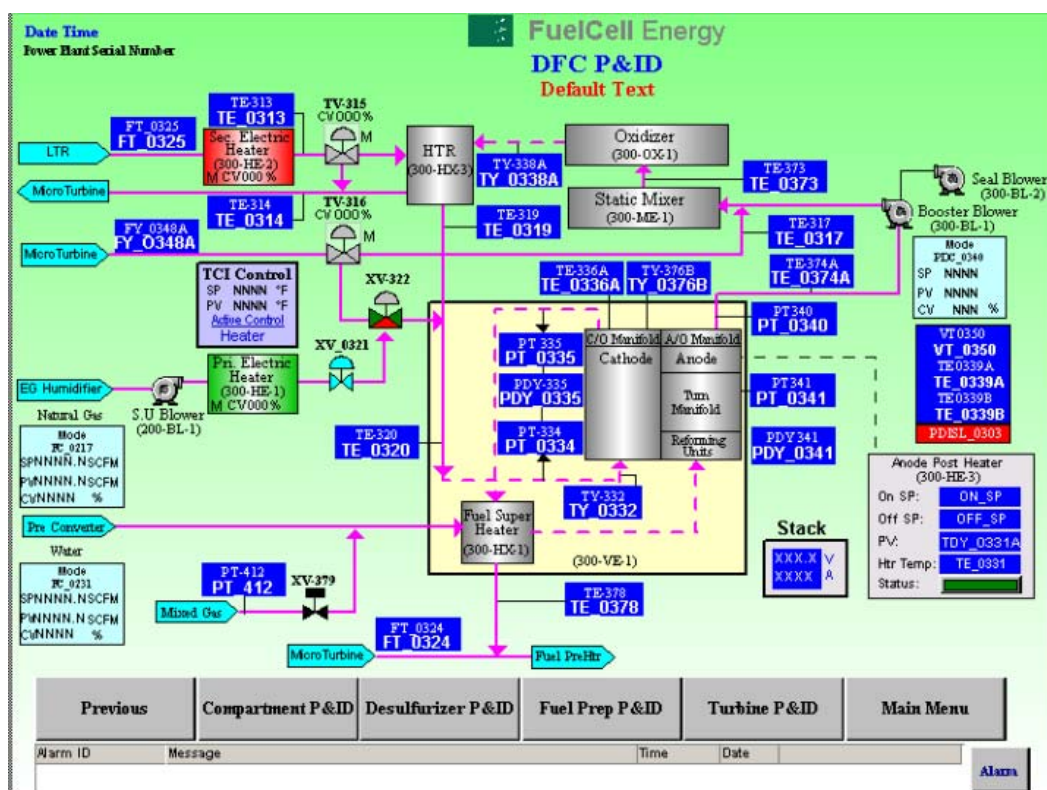 Date Time
Power Plant Serial Number
FuelCell Energy
DFC P&ID
Default Text
FT_0325
FT_0325
LTR
TE-313
TE_0313
Sec. Electric
Heater
(300-HE-2)
M CV000%
TV-315
CV000%
M
HTR
(300-HX-3)
Oxidizer
(300-OX-1)
TY-338A
TY_0338A
Static Mixer
(300-ME-1)
TE-373
TE_0373
Seal Blower
(300-BL-2)
Booster Blower
(300-BL-1)
MicroTurbine
TE-314
TE_0314
TV-316
CV000%
M
TE-319
TE_0319
TE-317
TE_0317
FY_0348A
FY_0348A
MicroTurbine
TCI Control
SP NNNN °F
PV NNNN °F
Active Control
Heater
XV-322
TE-336A
TE_0336A
TY-376B
TY_0376B
TE-374A
TE_0374A
Mode
PDC_0340
SP NNNN
PV NNNN
CV NNN %
PT340
PT_0340
C/O Manifold
A/O Manifold
Cathode
Anode
Turn
Manifold
Reforming
Units
PT-335
PT_0335
PDY-335
PDY_0335
PT-334
PT_0334
PT341
PT_0341
PDY341
PDY_0341
VT0350
VT_0350
TE0339A
TE_0339A
TE0339B
TE_0339B
PDISL_0303
XV_0321
Pri. Electric
Heater
(300-HE-1)
M CV000%
EG Humidifier
S.U Blower
(200-BL-1)
Natural Gas
Mode
FC_0217
SPNNNN.NSCFM
PVNNNN.NSCFM
CVNNNN %
TE-320
TE_0320
TY-332
TY_0332
Anode Post Heater
(300-HE-3)
On SP: ON_SP
Off SP: OFF_SP
PV: TDY_0331A
Htr Temp: TE_0331
Status:
Pre Converter
Fuel Super
Heater
(300-HX-1)
(300-VE-1)
Stack
XXX.X V
XXXX A
Water
Mode
FC_0231
SPNNNN.NSCFM
PVNNNN.NSCFM
CVNNNN %
PT-412
PT_412
XV-379
Mixed Gas
TE-378
TE_0378
FT_0324
FT_0324
MicroTurbine
Fuel PreHtr
Previous
Compartment P&ID
Desulfurizer P&ID
Fuel Prep P&ID
Turbine P&ID
Main Menu
Alarm ID Message Time Date
Alarm